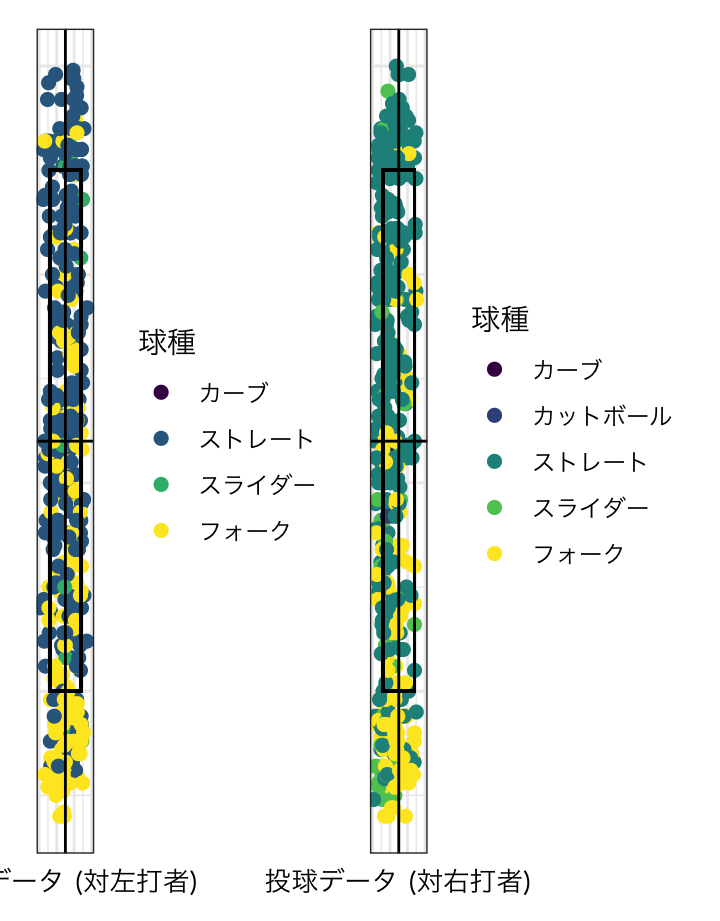 球種
カーブ
ストレート
スライダー
フォーク
データ (対左打者)
球種
カーブ
カットボール
ストレート
スライダー
フォーク
投球データ (対右打者)